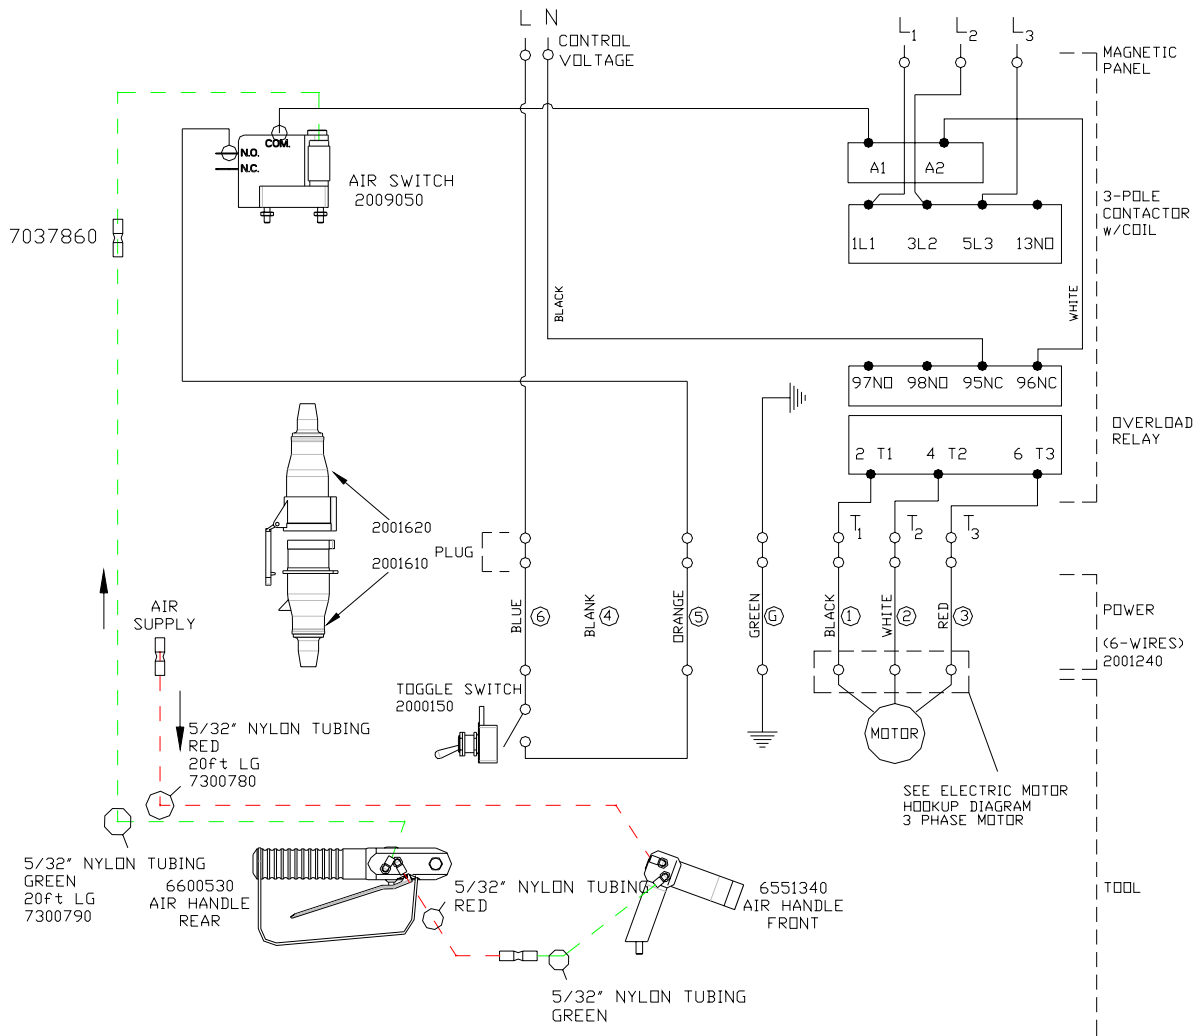 L N
CONTROL
VOLTAGE
L1
L2
L3
MAGNETIC
PANEL
COM.
N.O.
N.C.
AIR SWITCH
2009050
A1
A2
3-POLE
CONTACTOR
W/COIL
1L1
3L2
5L3
13NO
7037860
BLACK
WHITE
97NO
98NO
95NC
96NC
OVERLOAD
RELAY
2 T1
4 T2
6 T3
2001620
T1
T2
T3
PLUG
2001610
AIR
SUPPLY
BLUE
6
BLANK
4
ORANGE
5
GREEN
G
BLACK
1
WHITE
2
RED
3
POWER
(6-WIRES)
2001240
TOGGLE SWITCH
2000150
5/32" NYLON TUBING
RED
20ft LG
7300780
MOTOR
SEE ELECTRIC MOTOR
HOOKUP DIAGRAM
3 PHASE MOTOR
5/32" NYLON TUBING
GREEN
20ft LG
7300790
6600530
AIR HANDLE
REAR
5/32" NYLON TUBING
RED
6551340
AIR HANDLE
FRONT
TOOL
5/32" NYLON TUBING
GREEN